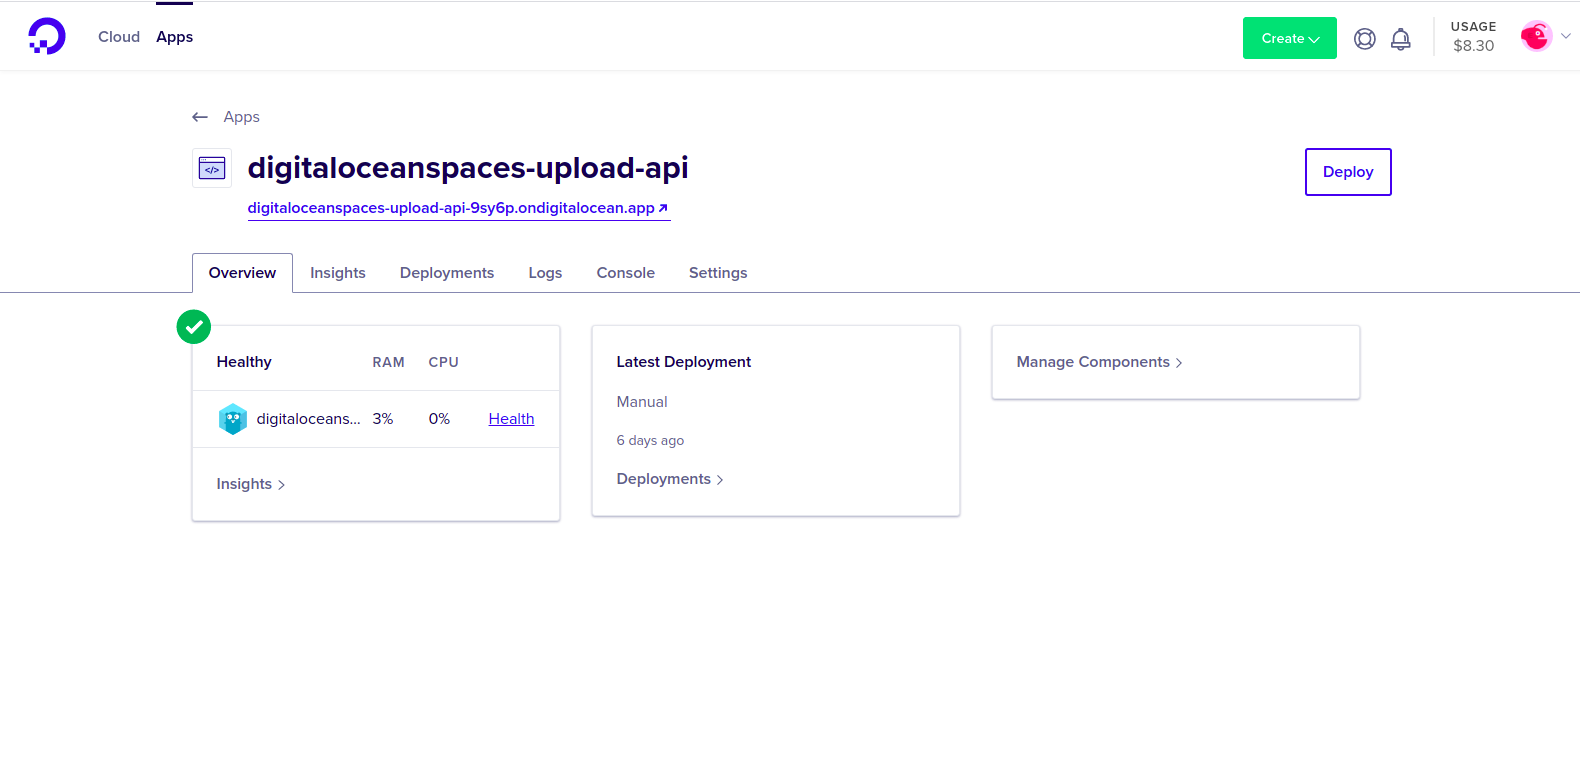 Cloud Apps Create USAGE
$8.30
Apps
</> digitaloceanspaces-upload-api Deploy
digitaloceanspaces-upload-api-9sy6p.ondigitalocean.app
Overview Insights Deployments Logs Console Settings
Healthy RAM CPU
digitaloceans... 3% 0% Health
Insights
Latest Deployment
Manual
6 days ago
Deployments
Manage Components